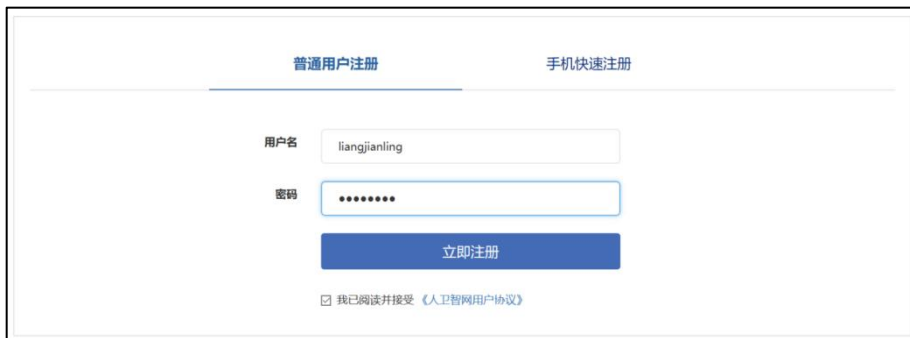 普通用户注册 手机快速注册
用户名 liangjianling
密码 ••••••••
立即注册
我已阅读并接受 《人卫智网用户协议》